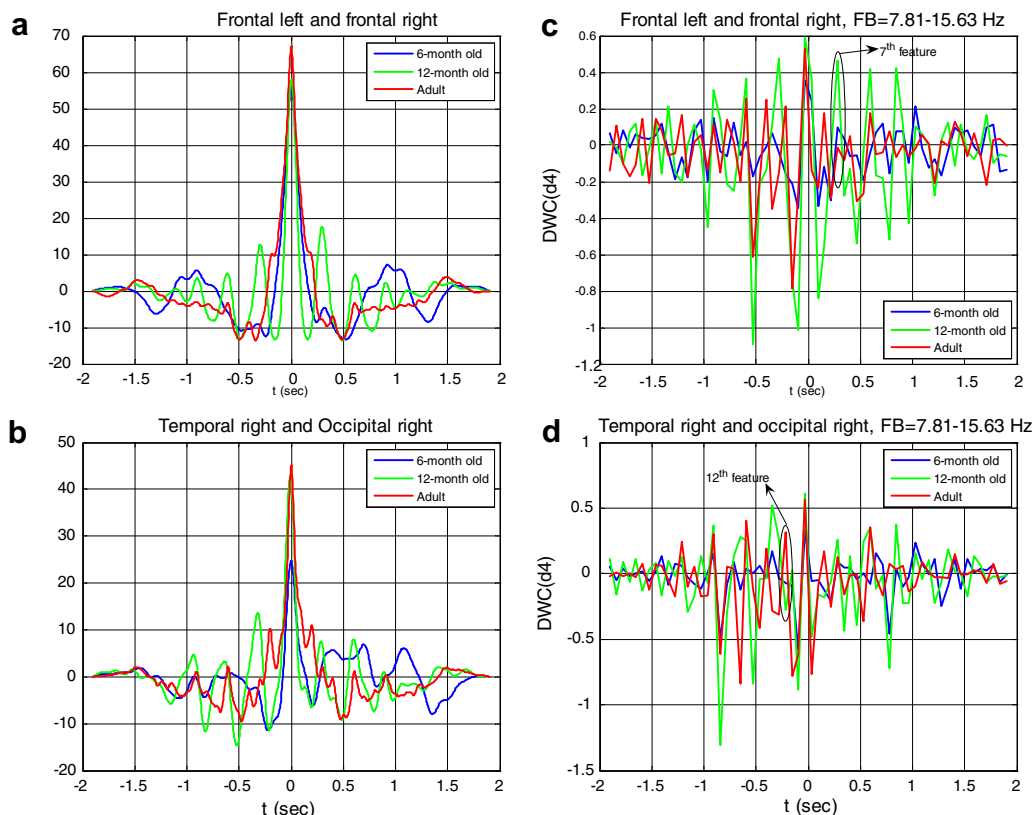 a
Frontal left and frontal right
70
60
50
40
30
20
10
0
-10
-20
-2
-1.5
-1
-0.5
0
0.5
1
1.5
2
t (sec)
6-month old
12-month old
Adult
c
Frontal left and frontal right, FB=7.81-15.63 Hz
0.6
0.4
0.2
0
-0.2
-0.4
-0.6
-0.8
-1
-1.2
DWC(d4)
7th feature
6-month old
12-month old
Adult
-2
-1.5
-1
-0.5
0
0.5
1
1.5
2
t (sec)
b
Temporal right and Occipital right
50
40
30
20
10
0
-10
-20
6-month old
12-month old
Adult
-2
-1.5
-1
-0.5
0
0.5
1
1.5
2
t (sec)
d
Temporal right and occipital right, FB=7.81-15.63 Hz
1
0.5
0
-0.5
-1
-1.5
DWC(d4)
12th feature
6-month old
12-month old
Adult
-2
-1.5
-1
-0.5
0
0.5
1
1.5
2
t (sec)